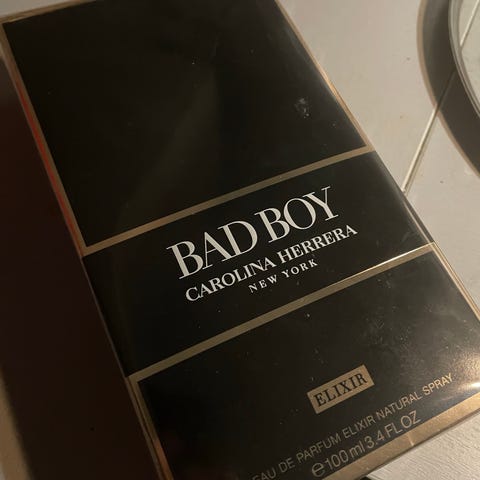 BAD BOY
CAROLINA HERRERA
NEW YORK
ELIXIR
EAU DE PARFUM ELIXIR NATURAL SPRAY
℮100 ml 3.4 FL OZ